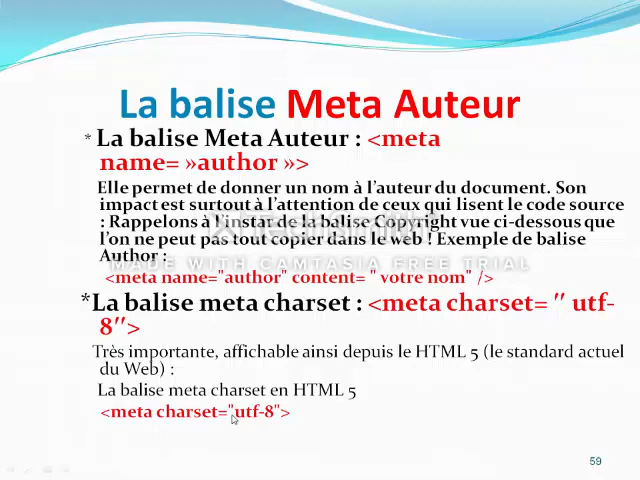 La balise Meta Auteur
* La balise Meta Auteur : <meta
name= »author »>
Elle permet de donner un nom à l’auteur du document. Son
impact est surtout à l’attention de ceux qui lisent le code source
: Rappelons à l’instar de la balise Copyright vue ci-dessous que
l’on ne peut pas tout copier dans le web ! Exemple de balise
Author :
<meta name="author" content= " votre nom" />
*La balise meta charset : <meta charset= " utf-
8">
Très importante, affichable ainsi depuis le HTML 5 (le standard actuel
du Web) :
La balise meta charset en HTML 5
<meta charset="utf-8">
TechSmith
MADE WITH CAMTASIA FREE TRIAL
59